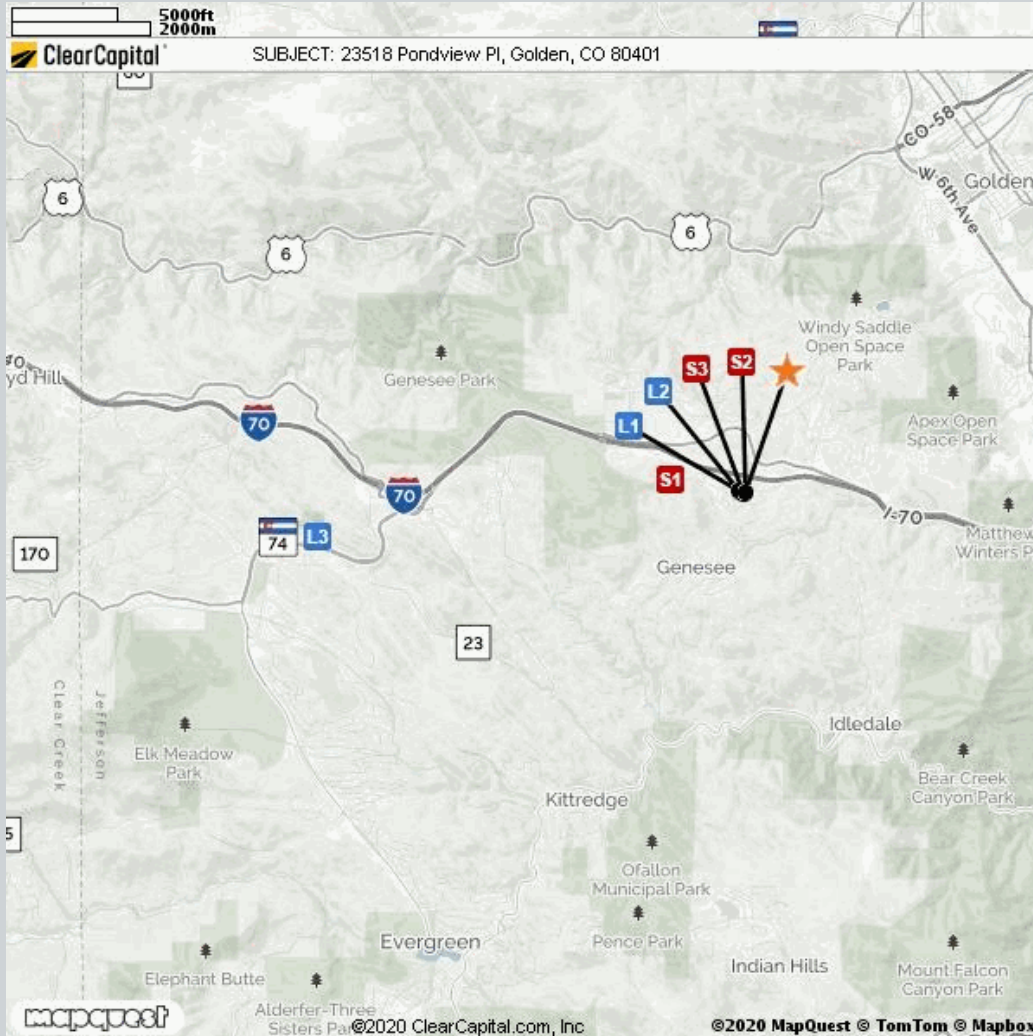 5000ft
2000m
ClearCapital
SUBJECT: 23518 Pondview Pl, Golden, CO 80401
CO-58
W 6th Ave
Golden
6
6
6
Windy Saddle
Open Space
Park
Genesee Park
yd Hill
S3
S2
L2
L1
S1
Apex Open
Space Park
70
70
I-70
74
L3
170
Genesee
Matthew
Winters P
23
Clear Creek
Jefferson
Idledale
Elk Meadow
Park
Bear Creek
Canyon Park
Kittredge
5
Ofallon
Municipal Park
Pence Park
Evergreen
Indian Hills
Elephant Butte
Mount Falcon
Canyon Park
Alderfer-Three
Sisters Par
mapquest
©2020 ClearCapital.com, Inc
©2020 MapQuest © TomTom © Mapbo